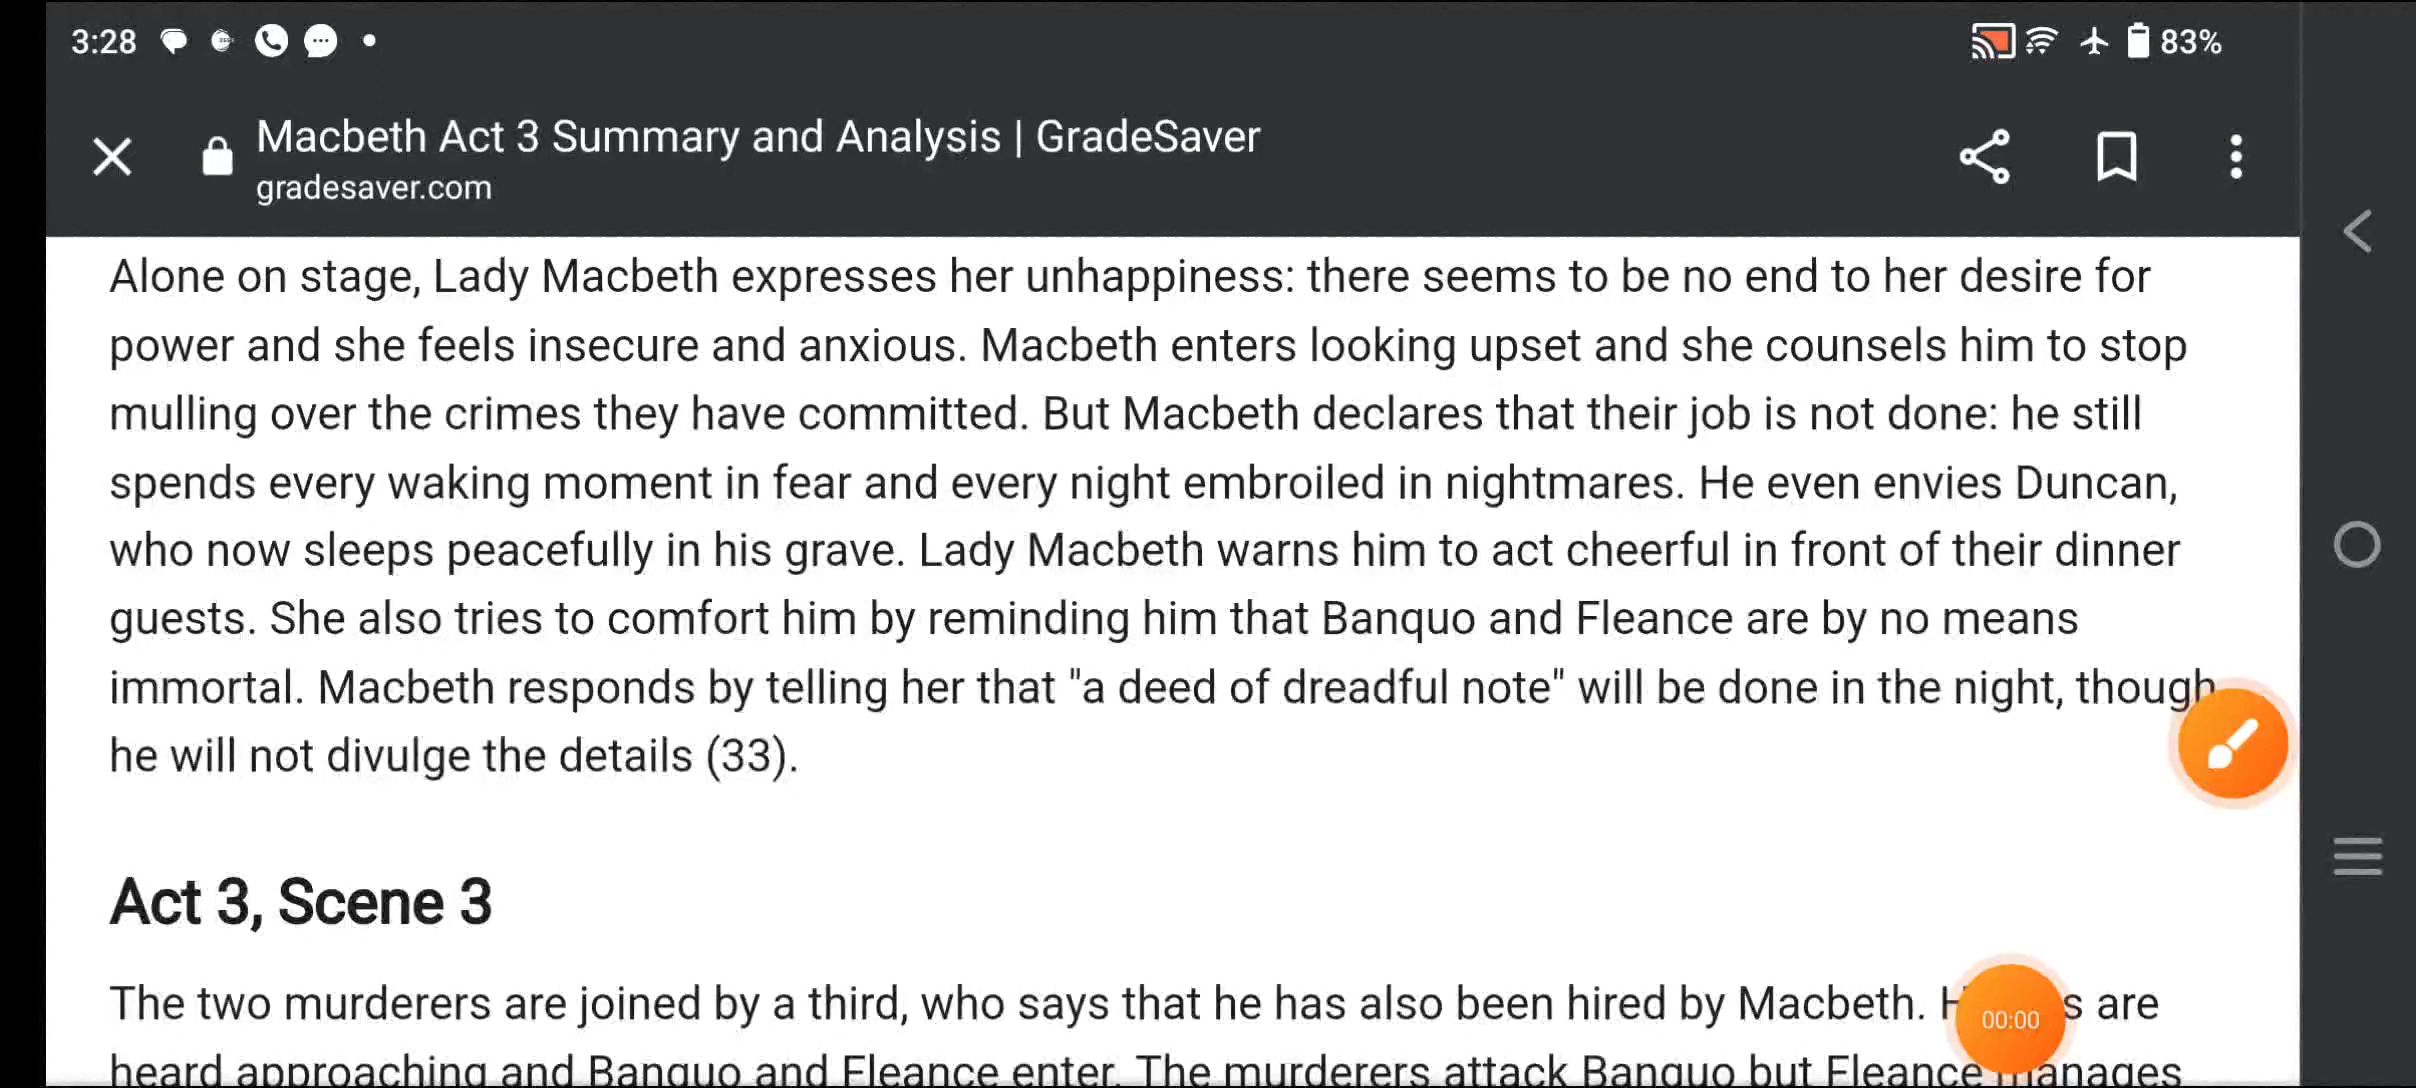 3:28
83%
Macbeth Act 3 Summary and Analysis | GradeSaver
gradesaver.com
Alone on stage, Lady Macbeth expresses her unhappiness: there seems to be no end to her desire for
power and she feels insecure and anxious. Macbeth enters looking upset and she counsels him to stop
mulling over the crimes they have committed. But Macbeth declares that their job is not done: he still
spends every waking moment in fear and every night embroiled in nightmares. He even envies Duncan,
who now sleeps peacefully in his grave. Lady Macbeth warns him to act cheerful in front of their dinner
guests. She also tries to comfort him by reminding him that Banquo and Fleance are by no means
immortal. Macbeth responds by telling her that "a deed of dreadful note" will be done in the night, though
he will not divulge the details (33).
Act 3, Scene 3
The two murderers are joined by a third, who says that he has also been hired by Macbeth. are
00:00
heard approaching and Banquo and Fleance enter. The murderers attack Banquo but Fleance manages